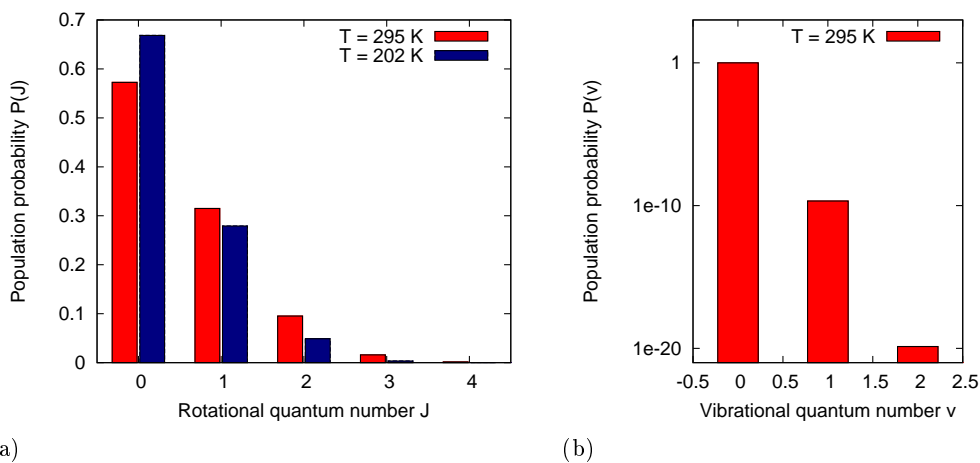 0.7
0.6
0.5
0.4
0.3
0.2
0.1
0
Population probability P(J)
T = 295 K
T = 202 K
0 1 2 3 4
Rotational quantum number J
a)
1
1e-10
1e-20
Population probability P(v)
T = 295 K
-0.5 0 0.5 1 1.5 2 2.5
Vibrational quantum number v
(b)